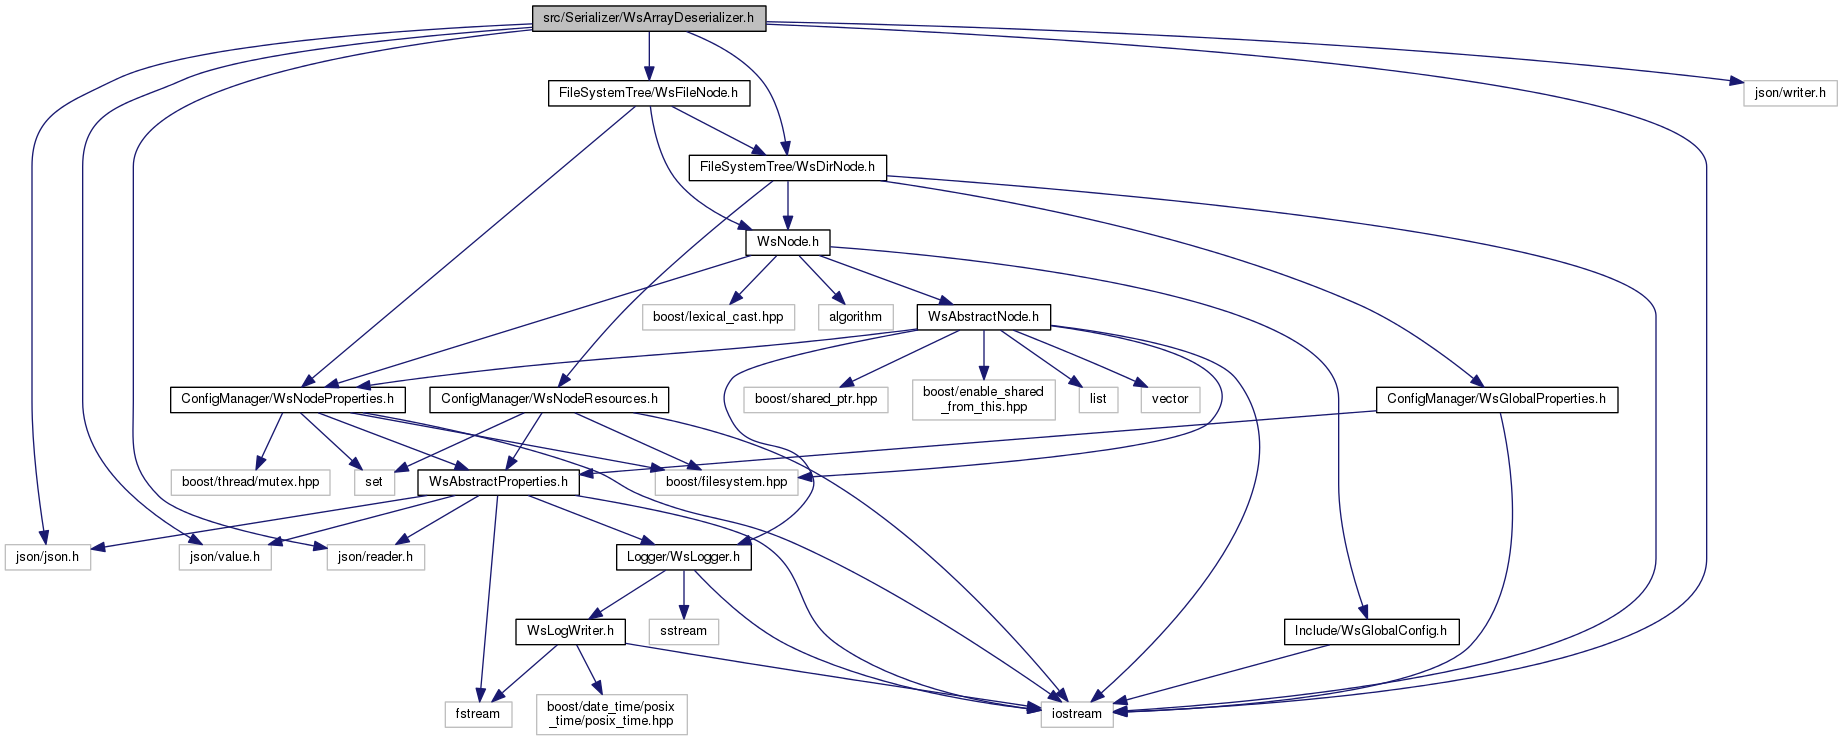 src/Serializer/WsArrayDeserializer.h
FileSystemTree/WsFileNode.h
json/writer.h
FileSystemTree/WsDirNode.h
WsNode.h
boost/lexical_cast.hpp
algorithm
WsAbstractNode.h
ConfigManager/WsNodeProperties.h
ConfigManager/WsNodeResources.h
boost/shared_ptr.hpp
boost/enable_shared
_from_this.hpp
list
vector
ConfigManager/WsGlobalProperties.h
boost/thread/mutex.hpp
set
WsAbstractProperties.h
boost/filesystem.hpp
json/json.h
json/value.h
json/reader.h
Logger/WsLogger.h
WsLogWriter.h
sstream
Include/WsGlobalConfig.h
fstream
boost/date_time/posix
_time/posix_time.hpp
iostream